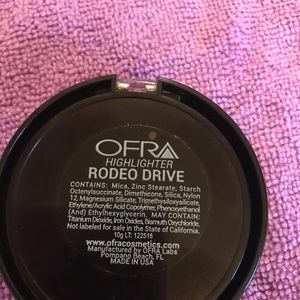 OFRA
HIGHLIGHTER
RODEO DRIVE
CONTAINS: Mica, Zinc Stearate, Starch
Octenylsuccinate, Dimethicone, Silica, Nylon
12, Magnesium Silicate, Trimethylsiloxysilicate,
Ethylene/Acrylic Acid Copolymer, Phenoxyethanol
(And) Ethylhexyglycerin. MAY CONTAIN:
Titanium Dioxide, Iron Oxides, Bismuth Oxychloride.
Not labeled for sale in the State of California.
10g LT: 122516
www.ofracosmetics.com
Manufactured by OFRA Labs
Pompano Beach, FL
MADE IN USA